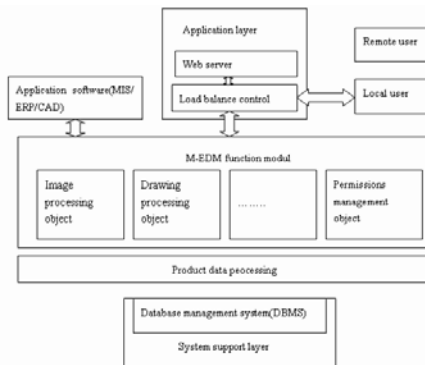 Application layer
Web server
Load balance control
Remote user
Local user
Application software(MIS/
ERP/CAD)
M-EDM function modul
Image
processing
object
Drawing
processing
object
........
Permissions
management
object
Product data peocessing
Database management system(DBMS)
System support layer